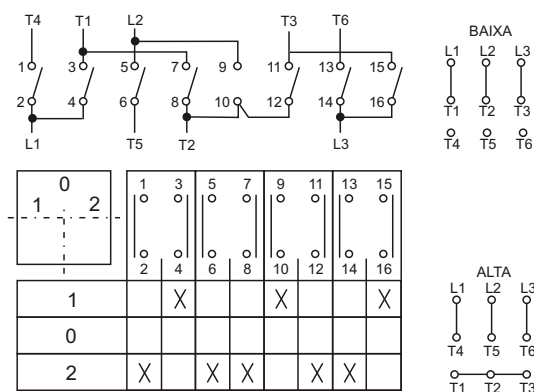 T4 T1 L2 T3 T6
1 3 5 7 9 11 13 15
2 4 6 8 10 12 14 16
L1 T5 T2 L3
BAIXA
L1 L2 L3
T1 T2 T3
T4 T5 T6
0
1 2
1 3 5 7 9 11 13 15
2 4 6 8 10 12 14 16
1 X X X
0
2 X X X X X
ALTA
L1 L2 L3
T4 T5 T6
T1 T2 T3